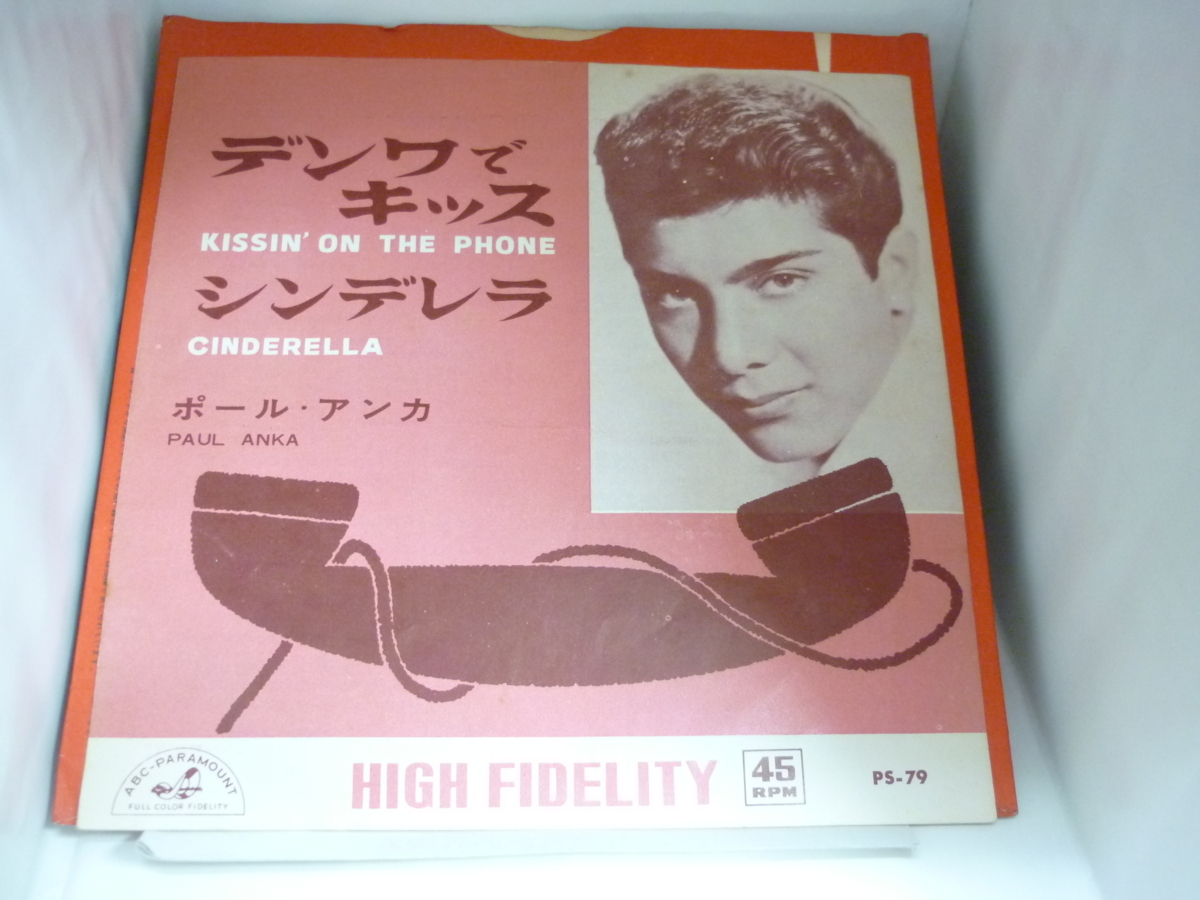 デンワで
キッス
KISSIN' ON THE PHONE
シンデレラ
CINDERELLA
ポール・アンカ
PAUL ANKA
ABC-PARAMOUNT
FULL COLOR FIDELITY
HIGH FIDELITY
45
RPM
PS-79